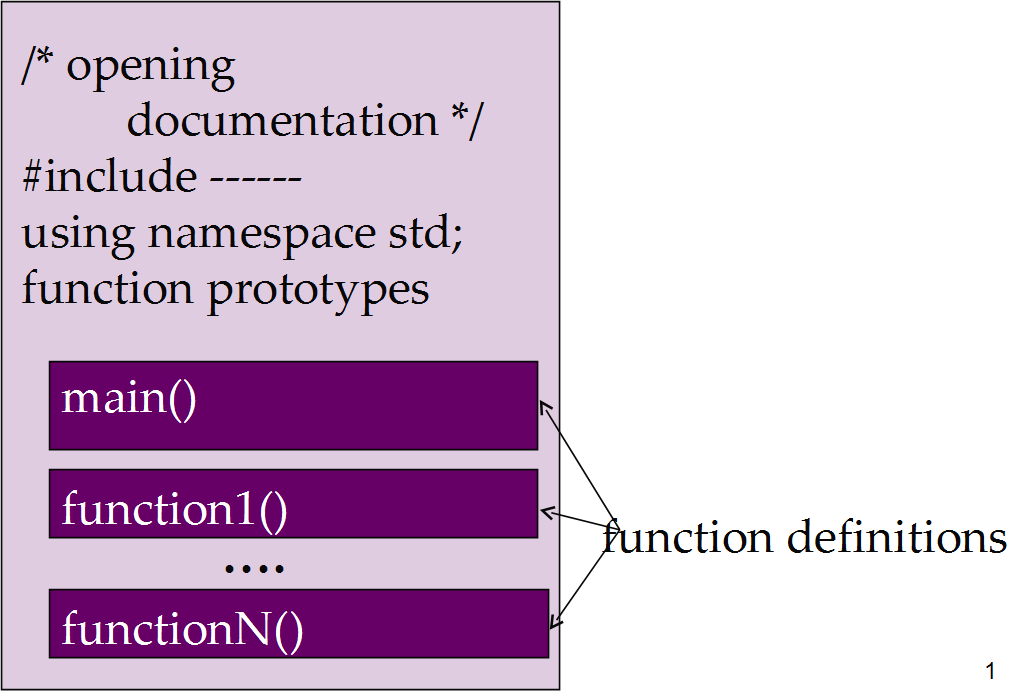 /* opening
documentation */
#include ------
using namespace std;
function prototypes
main()
function1()
....
functionN()
function definitions
1